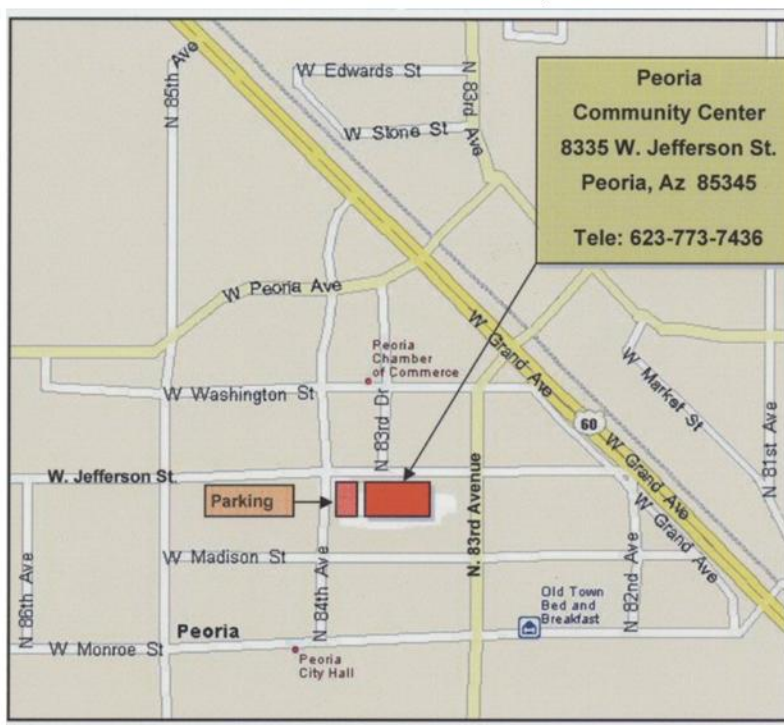 N 85th Ave
W Edwards St
N 83rd
Ave
W Stone St
Peoria
Community Center
8335 W. Jefferson St.
Peoria, Az 85345
Tele: 623-773-7436
W Peoria Ave
W Grand Ave
Peoria
Chamber
of Commerce
W Washington St
N 83rd Dr
60
W Market St
N 81st Ave
W Grand Ave
W Grand Ave
W. Jefferson St.
Parking
N. 83rd Avenue
W Madison St
N 86th Ave
N 84th Ave
N 82nd Ave
Old Town
Bed and
Breakfast
Peoria
W Monroe St
Peoria
City Hall